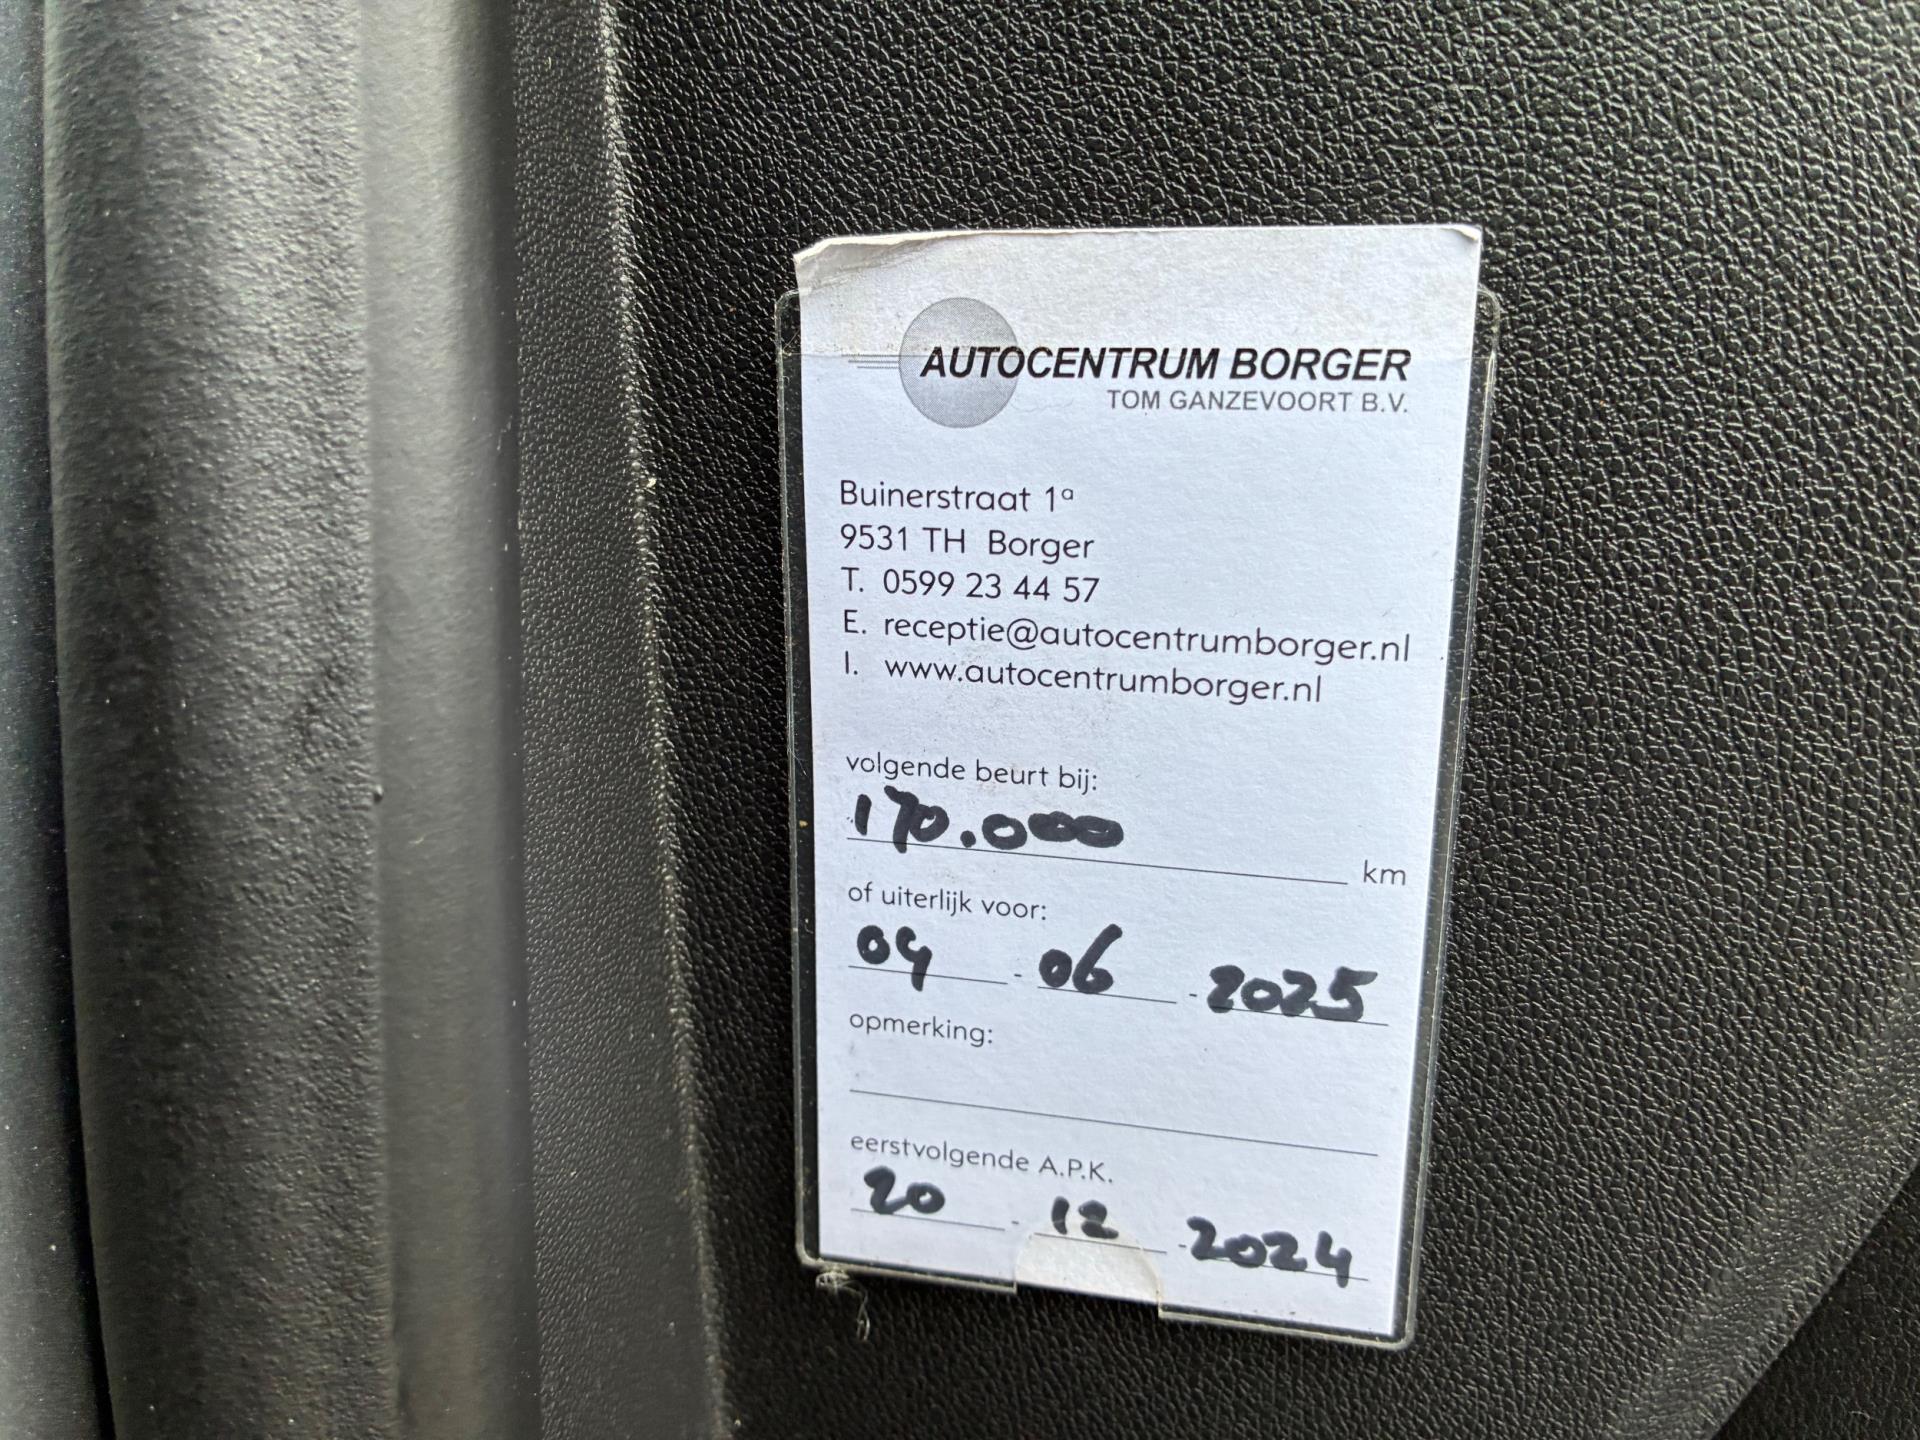 AUTOCENTRUM BORGER
TOM GANZEVOORT B.V.
Buinerstraat 1ª
9531 TH Borger
T. 0599 23 44 57
E. receptie@autocentrumborger.nl
I. www.autocentrumborger.nl
volgende beurt bij:
170.000 km
of uiterlijk voor:
04 - 06 - 2025
opmerking:
eerstvolgende A.P.K.
20 - 12 - 2024